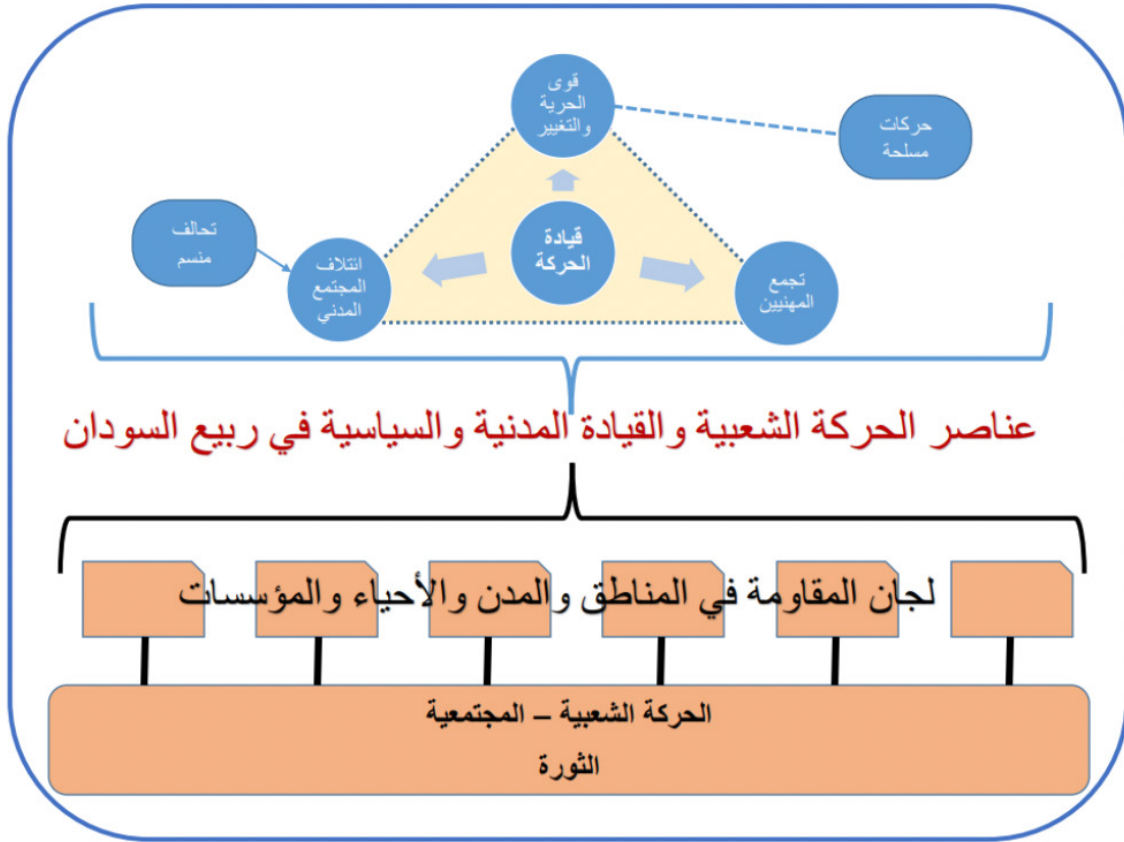 قوى
الحرية
والتغيير
حركات
مسلحة
قيادة
الحركة
تحالف
منسم
ائتلاف
المجتمع
المدني
تجمع
المهنيين
عناصر الحركة الشعبية والقيادة المدنية والسياسية في ربيع السودان
لجان المقاومة في المناطق والمدن والأحياء والمؤسسات
الحركة الشعبية – المجتمعية
الثورة